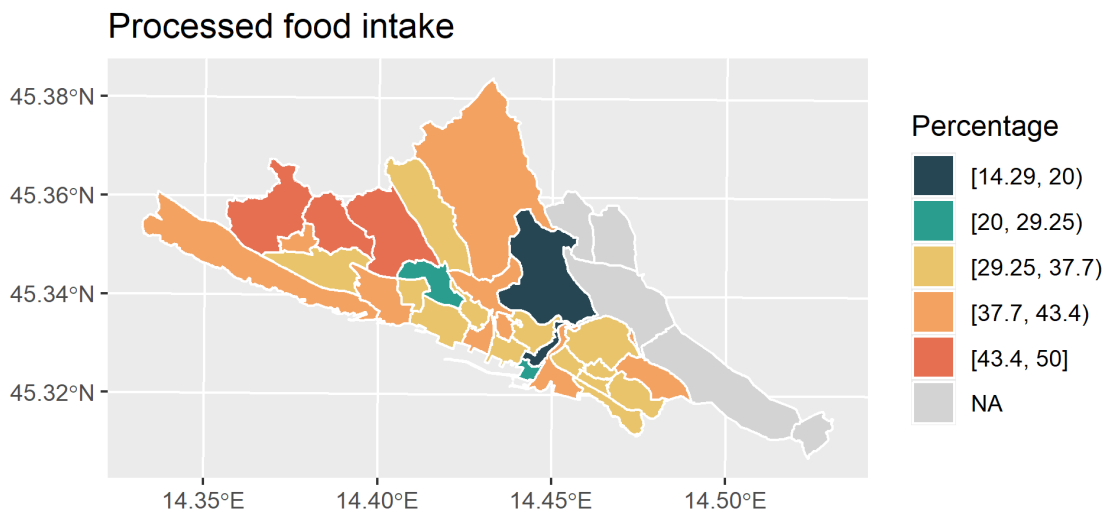 Processed food intake
45.38°N
45.36°N
45.34°N
45.32°N
14.35°E
14.40°E
14.45°E
14.50°E
Percentage
[14.29, 20)
[20, 29.25)
[29.25, 37.7)
[37.7, 43.4)
[43.4, 50]
NA